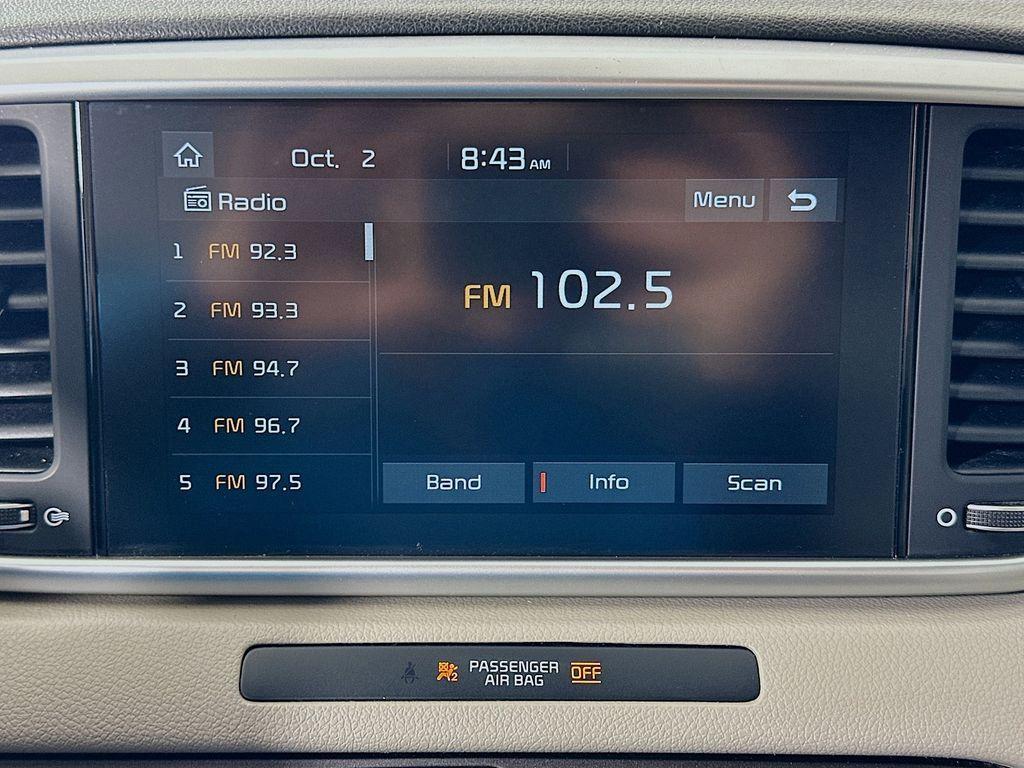 Oct. 2 8:43 AM
Radio Menu
1 FM 92.3
2 FM 93.3
3 FM 94.7
4 FM 96.7
5 FM 97.5
FM 102.5
Band Info Scan
2 PASSENGER OFF
AIR BAG